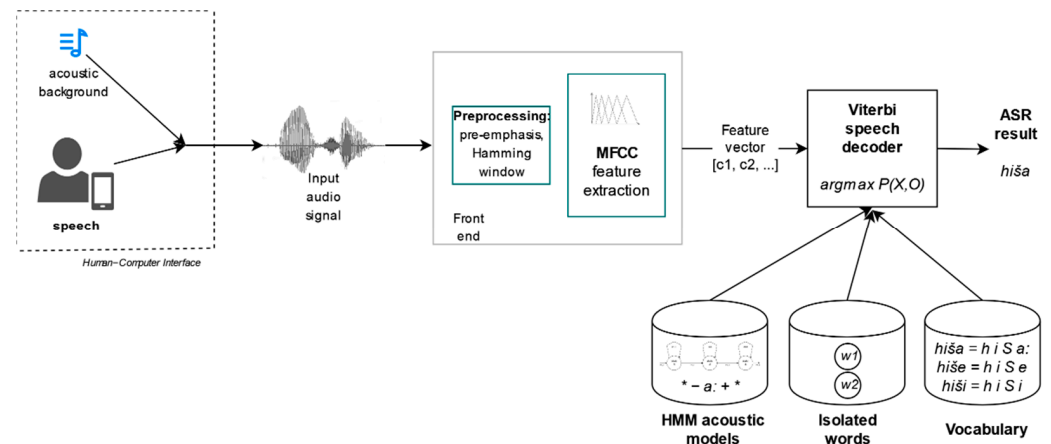 acoustic
background
speech
Human-Computer Interface
Input
audio
signal
Preprocessing:
pre-emphasis,
Hamming
window
MFCC
feature
extraction
Front
end
Feature
vector
[c1, c2, ...]
Viterbi
speech
decoder
argmax P(X,O)
ASR
result
hiša
* – a: + *
HMM acoustic
models
w1
w2
Isolated
words
hiša = h i S a:
hiše = h i S e
hiši = h i S i
Vocabulary